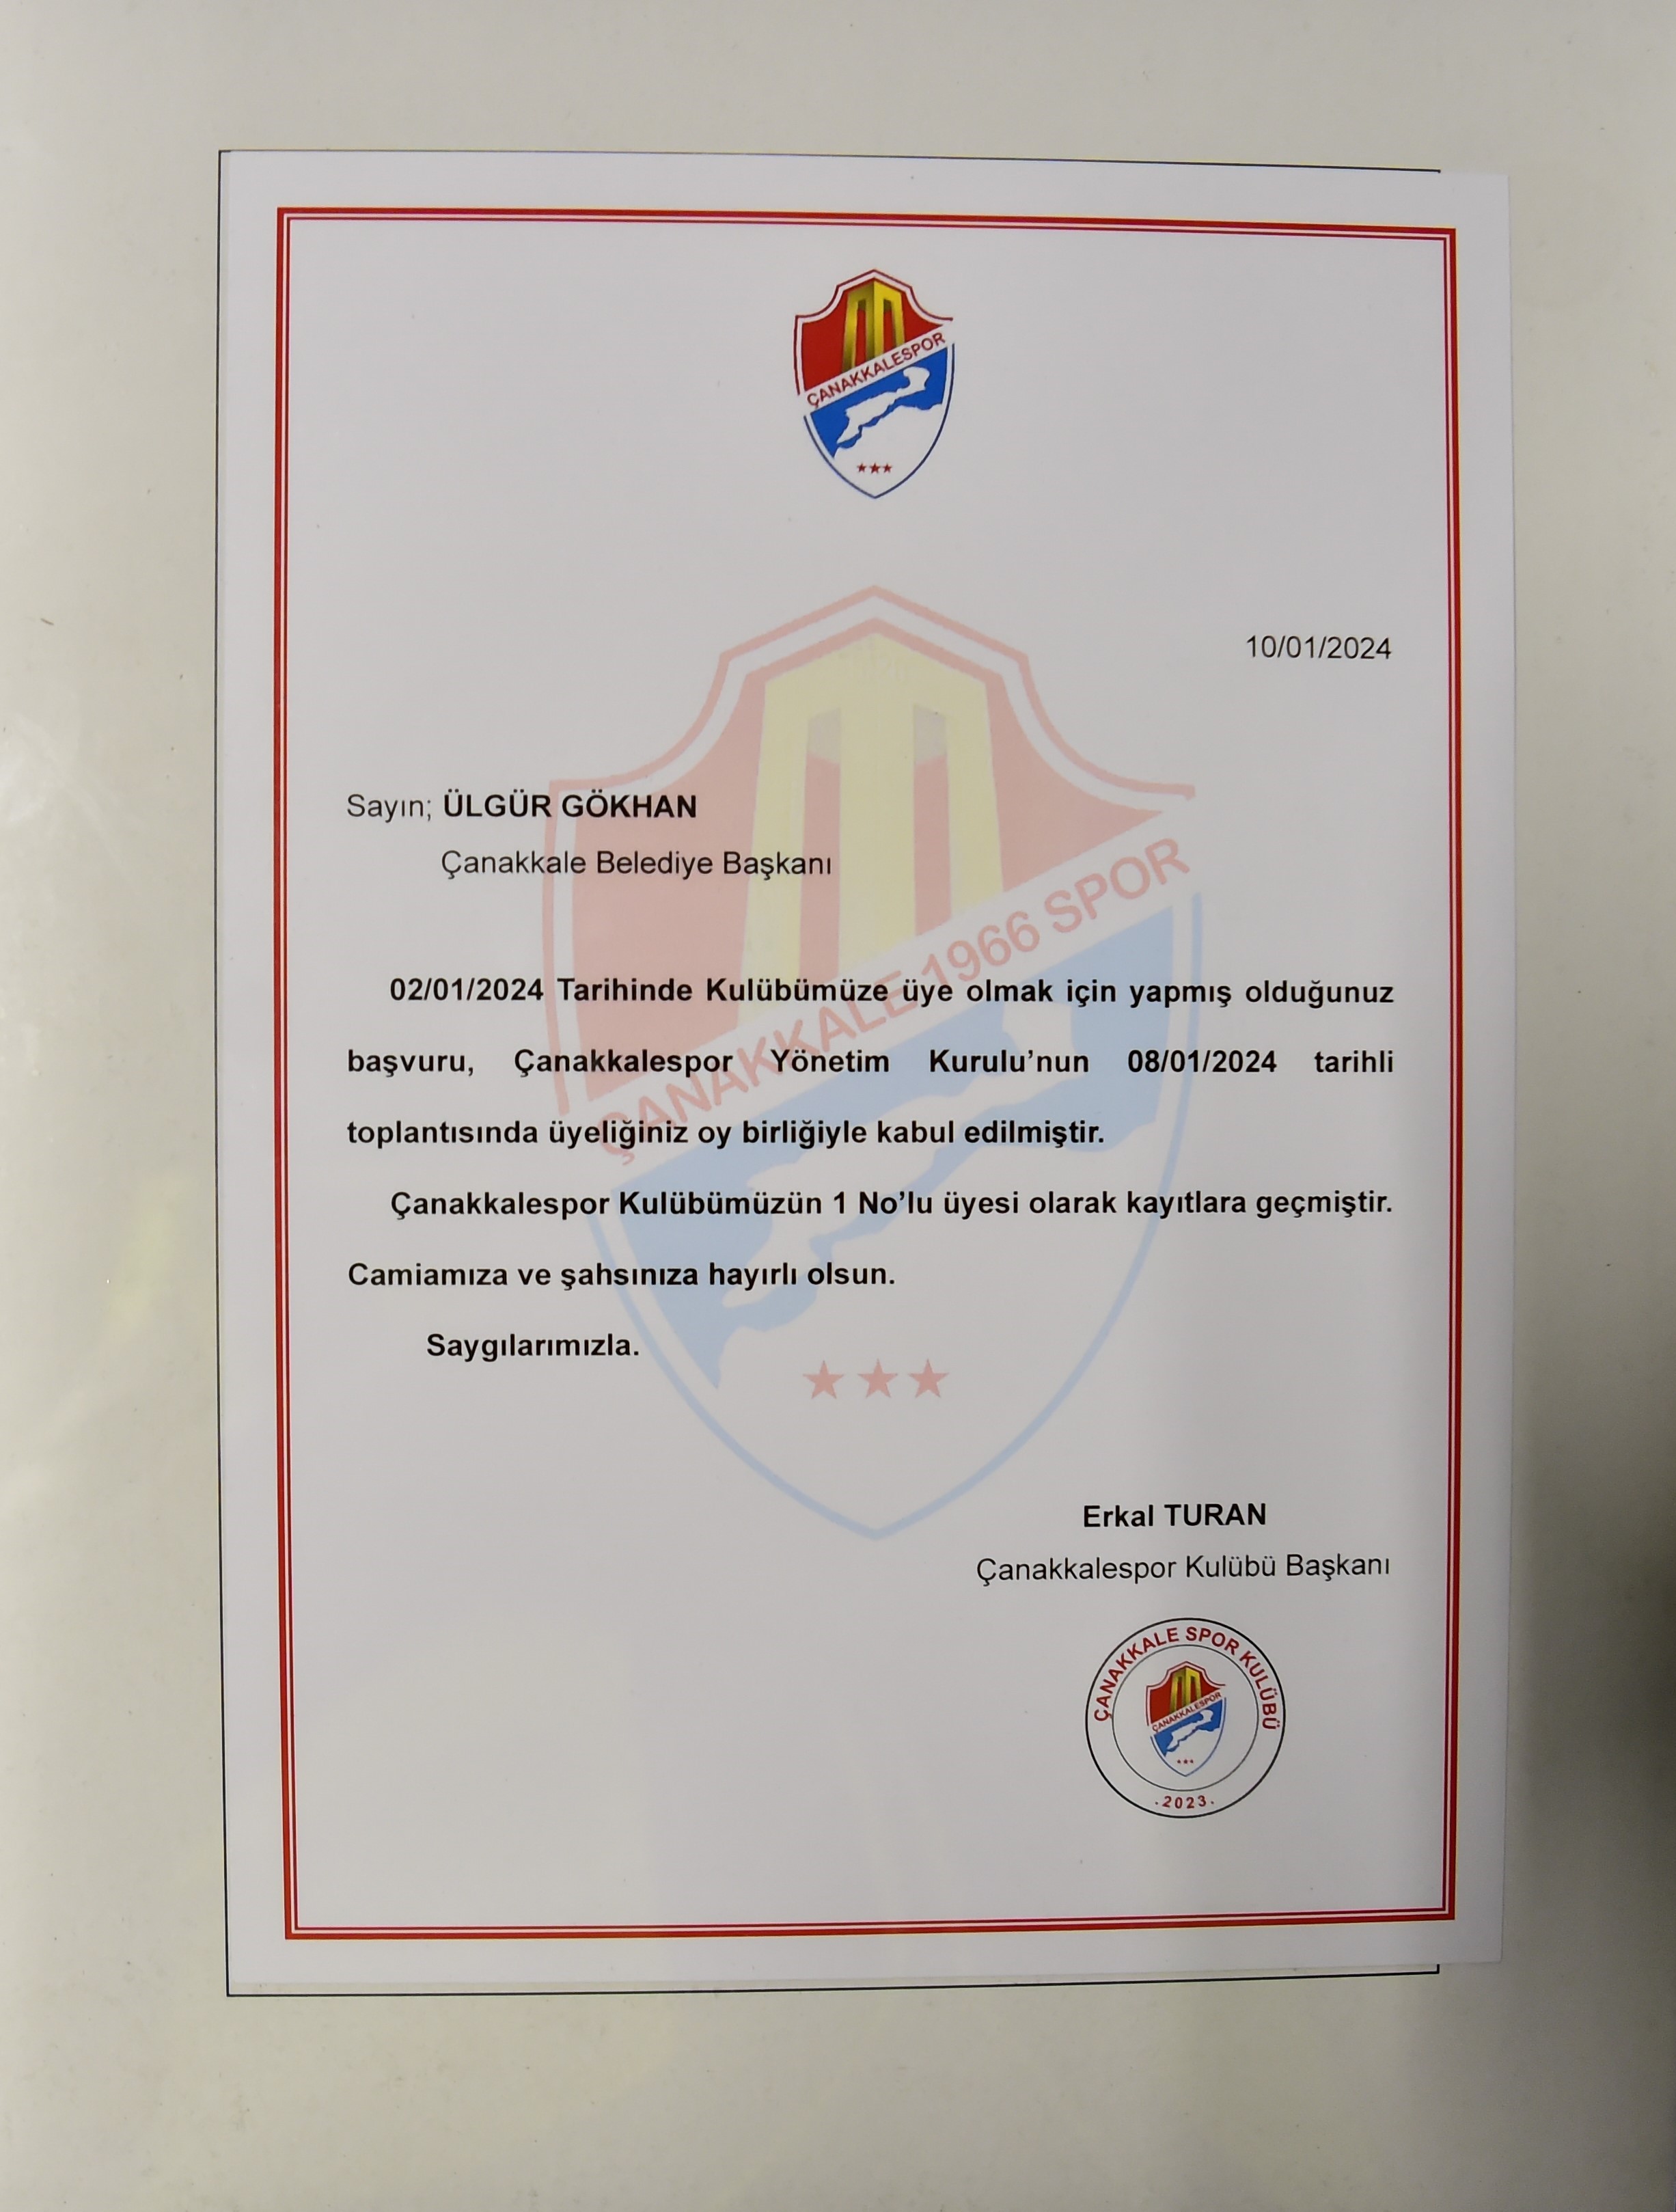 ÇANAKKALESPOR
10/01/2024
Sayın; ÜLGÜR GÖKHAN
Çanakkale Belediye Başkanı
ÇANAKKALE 1966 SPOR
02/01/2024 Tarihinde Kulübümüze üye olmak için yapmış olduğunuz
başvuru, Çanakkalespor Yönetim Kurulu’nun 08/01/2024 tarihli
toplantısında üyeliğiniz oy birliğiyle kabul edilmiştir.
Çanakkalespor Kulübümüzün 1 No’lu üyesi olarak kayıtlara geçmiştir.
Camiamıza ve şahsınıza hayırlı olsun.
Saygılarımızla.
Erkal TURAN
Çanakkalespor Kulübü Başkanı
ÇANAKKALE SPOR KULÜBÜ
ÇANAKKALESPOR
.2023.